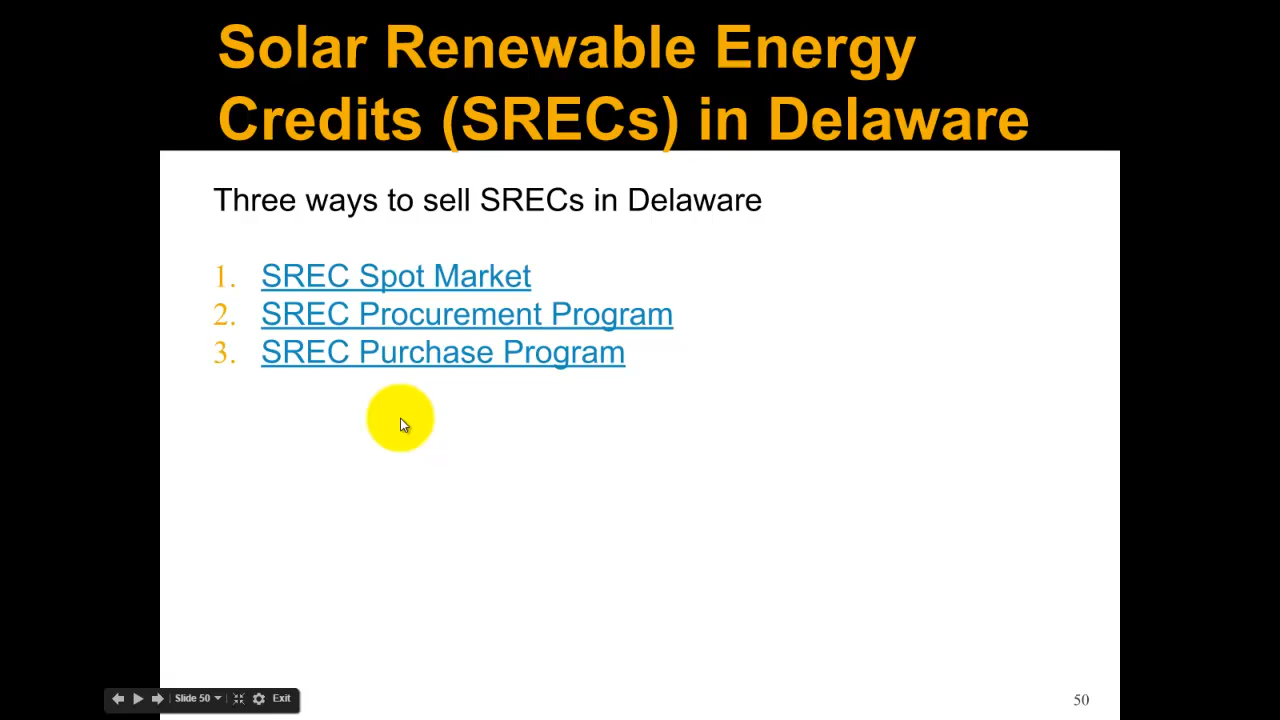 Solar Renewable Energy
Credits (SRECs) in Delaware
Three ways to sell SRECs in Delaware
1. SREC Spot Market
2. SREC Procurement Program
3. SREC Purchase Program
Slide 50 Exit
50